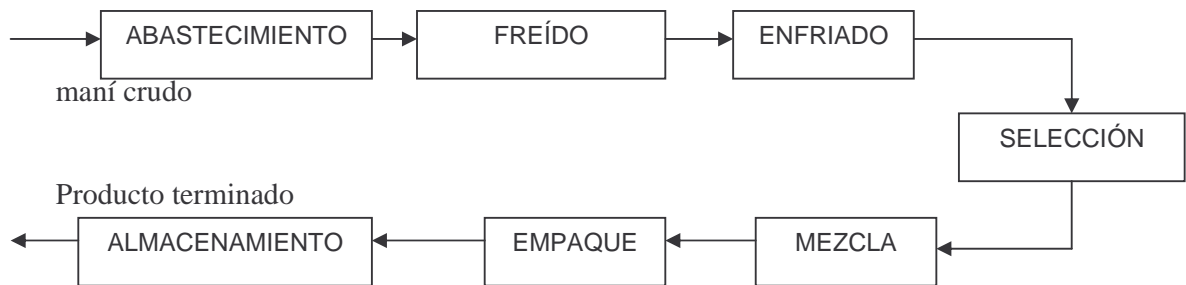 ABASTECIMIENTO
FREÍDO
ENFRIADO
maní crudo
SELECCIÓN
Producto terminado
ALMACENAMIENTO
EMPAQUE
MEZCLA